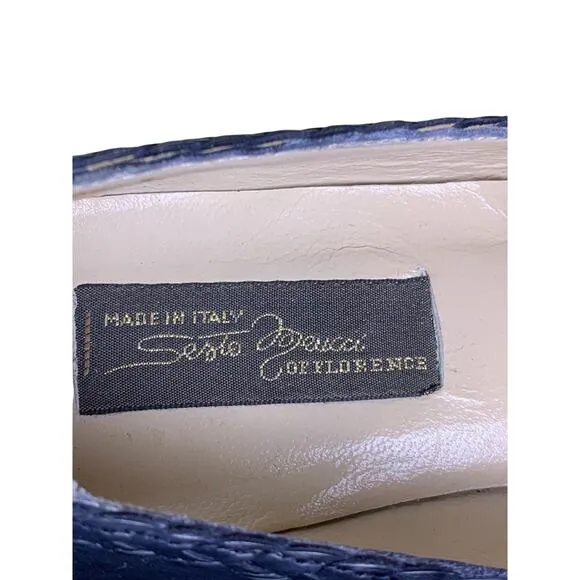 MADE IN ITALY
Sesto Meucci
OF FLORENCE